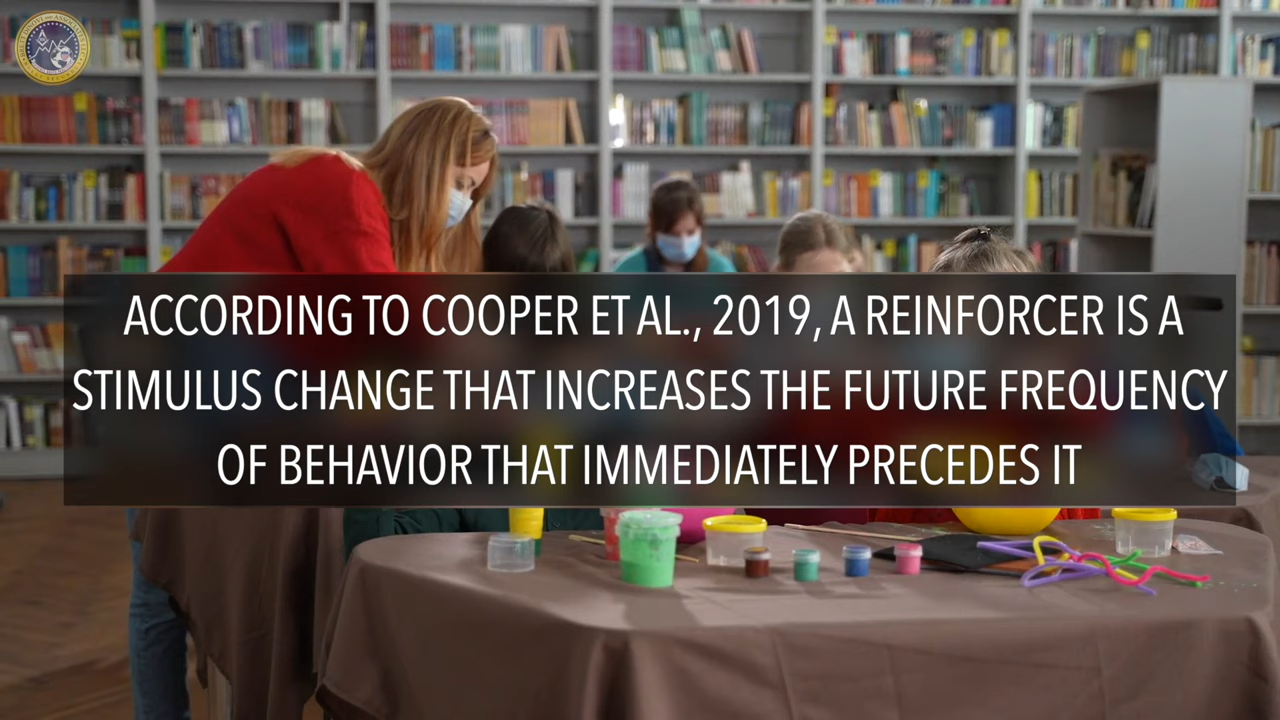 ACCORDING TO COOPER ET AL., 2019, A REINFORCER IS A
STIMULUS CHANGE THAT INCREASES THE FUTURE FREQUENCY
OF BEHAVIOR THAT IMMEDIATELY PRECEDES IT